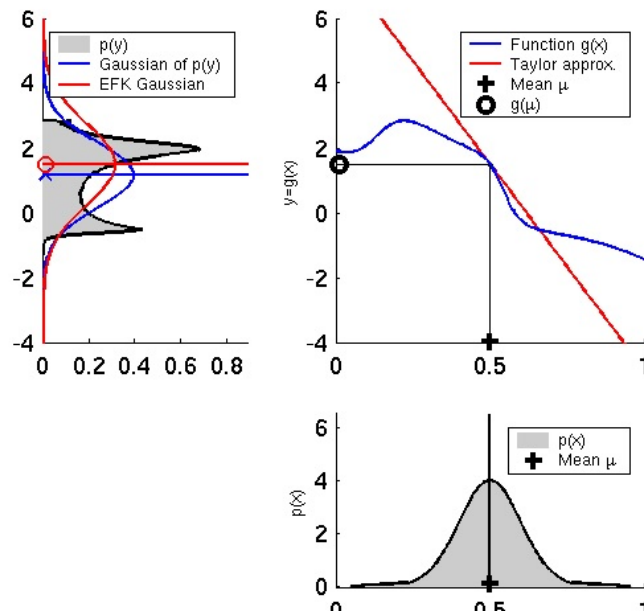 6
4
2
0
-2
-4
0 0.2 0.4 0.6 0.8
p(y)
Gaussian of p(y)
EFK Gaussian
6
4
2
0
-2
-4
0 0.5 1
y=g(x)
Function g(x)
Taylor approx.
Mean μ
g(μ)
6
4
2
0
0 0.5 1
p(x)
p(x)
Mean μ